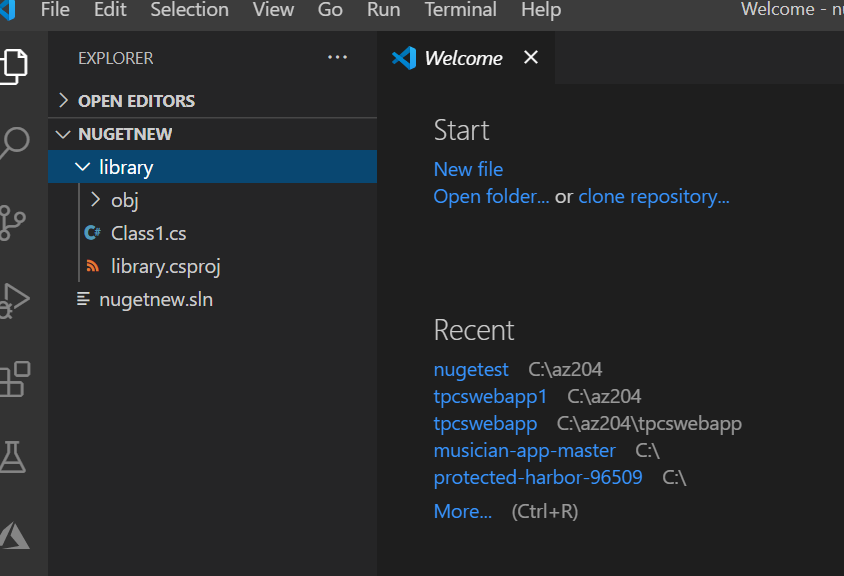 File Edit Selection View Go Run Terminal Help Welcome - nu
EXPLORER ···
Welcome
OPEN EDITORS
NUGETNEW
library
obj
Class1.cs
library.csproj
nugetnew.sln
Start
New file
Open folder... or clone repository...
Recent
nugetest C:\az204
tpcswebapp1 C:\az204
tpcswebapp C:\az204\tpcswebapp
musician-app-master C:\
protected-harbor-96509 C:\
More... (Ctrl+R)